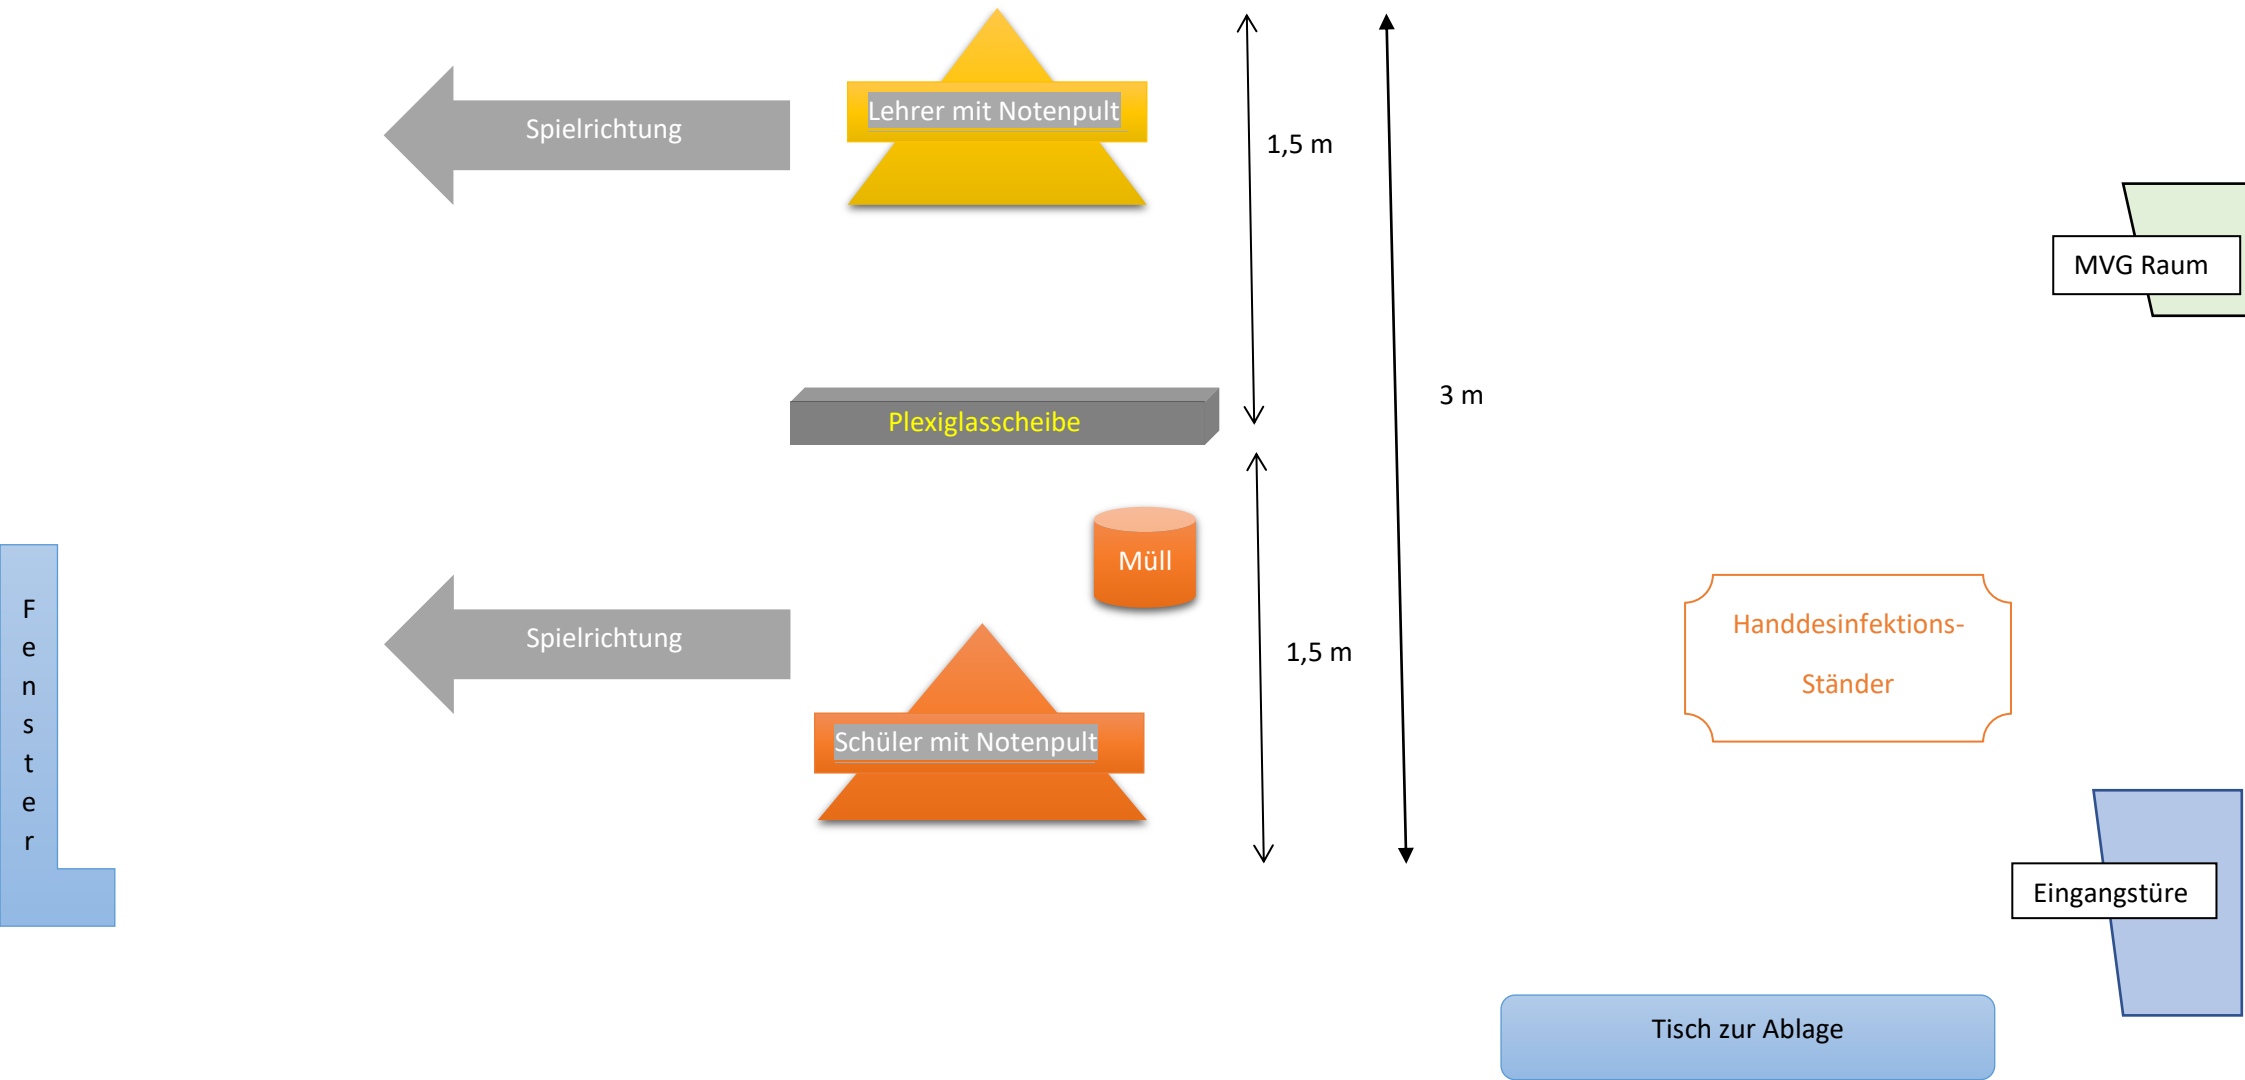 Lehrer mit Notenpult
Spielrichtung
1,5 m
MVG Raum
3 m
Plexiglasscheibe
Müll
Fenster
Spielrichtung
Handdesinfektions-
Ständer
1,5 m
Schüler mit Notenpult
Eingangstüre
Tisch zur Ablage